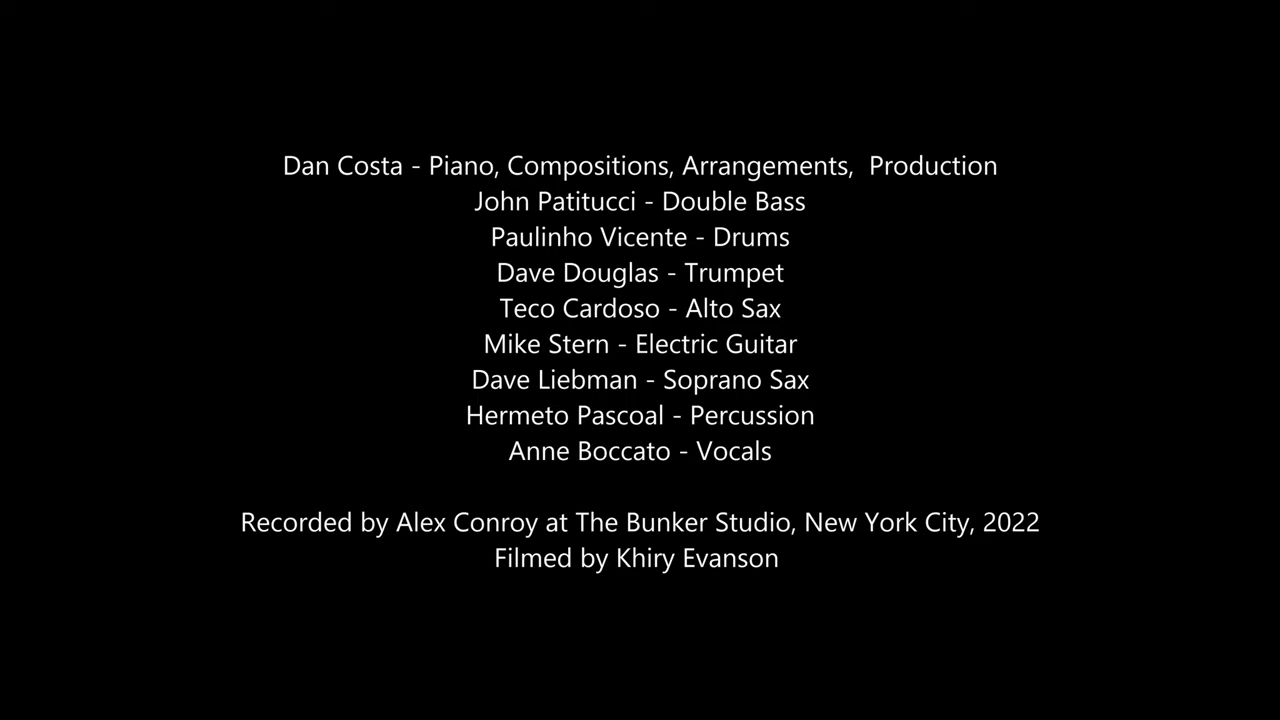 Dan Costa - Piano, Compositions, Arrangements,  Production
John Patitucci - Double Bass
Paulinho Vicente - Drums
Dave Douglas - Trumpet
Teco Cardoso - Alto Sax
Mike Stern - Electric Guitar
Dave Liebman - Soprano Sax
Hermeto Pascoal - Percussion
Anne Boccato - Vocals
Recorded by Alex Conroy at The Bunker Studio, New York City, 2022
Filmed by Khiry Evanson